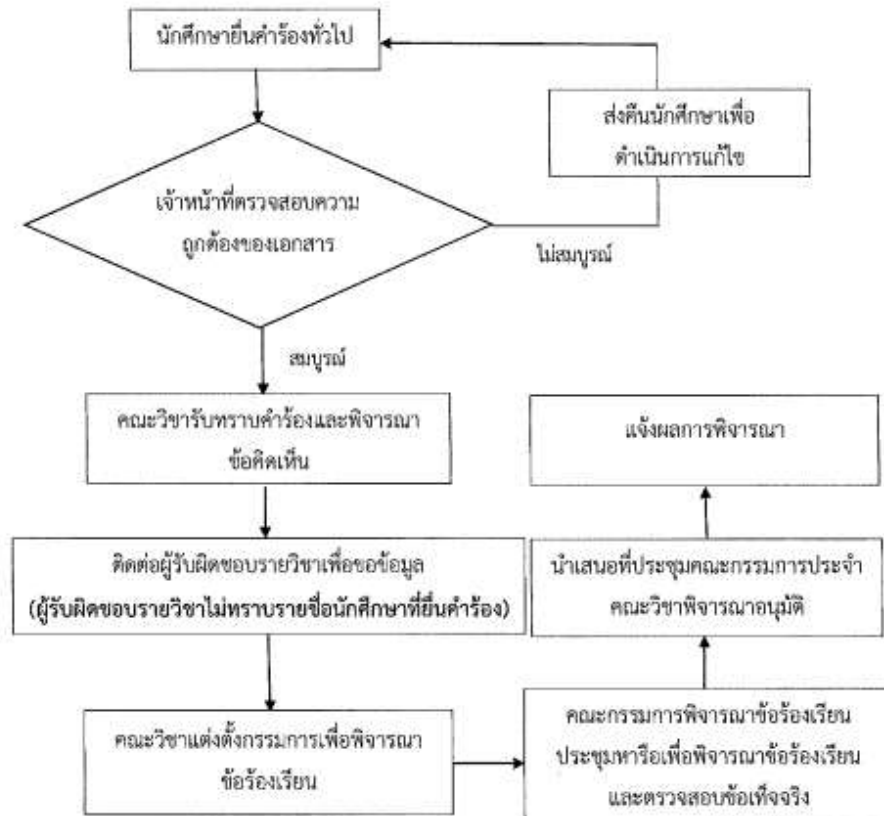 นักศึกษายื่นคำร้องทั่วไป
ส่งคืนนักศึกษาเพื่อ
ดำเนินการแก้ไข
เจ้าหน้าที่ตรวจสอบความ
ถูกต้องของเอกสาร
ไม่สมบูรณ์
สมบูรณ์
คณะวิชารับทราบคำร้องและพิจารณา
ข้อคิดเห็น
ติดต่อผู้รับผิดชอบรายวิชาเพื่อขอข้อมูล
(ผู้รับผิดชอบรายวิชาไม่ทราบรายชื่อนักศึกษาที่ยื่นคำร้อง)
คณะวิชาแต่งตั้งกรรมการเพื่อพิจารณา
ข้อร้องเรียน
คณะกรรมการพิจารณาข้อร้องเรียน
ประชุมหารือเพื่อพิจารณาข้อร้องเรียน
และตรวจสอบข้อเท็จจริง
นำเสนอที่ประชุมคณะกรรมการประจำ
คณะวิชาพิจารณาอนุมัติ
แจ้งผลการพิจารณา